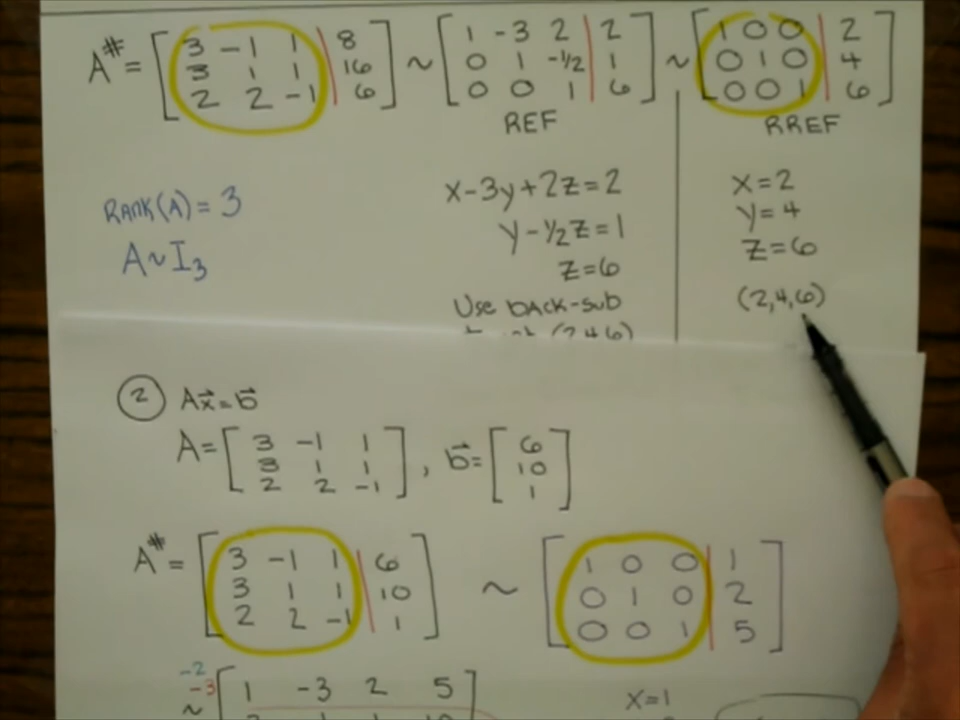 A# = [3 -1 1 | 8] ~ [1 -3 2 | 2] ~ [1 0 0 | 2]
[3 1 1 | 16] [0 1 -1/2 | 1] [0 1 0 | 4]
[2 2 -1 | 6] [0 0 1 | 6] [0 0 1 | 6]
REF RREF
RANK(A) = 3
A~I3
x-3y+2z=2
y-1/2z=1
z=6
Use back-sub
(2,4,6)
x=2
y=4
z=6
(2,4,6)
2 Ax⃗=b⃗
A = [3 -1 1], b⃗ = [6]
[3 1 1] [10]
[2 2 -1] [1]
A# = [3 -1 1 | 6] ~ [1 0 0 | 1]
[3 1 1 | 10] [0 1 0 | 2]
[2 2 -1 | 1] [0 0 1 | 5]
-2
-3
~ [1 -3 2 5]
x=1